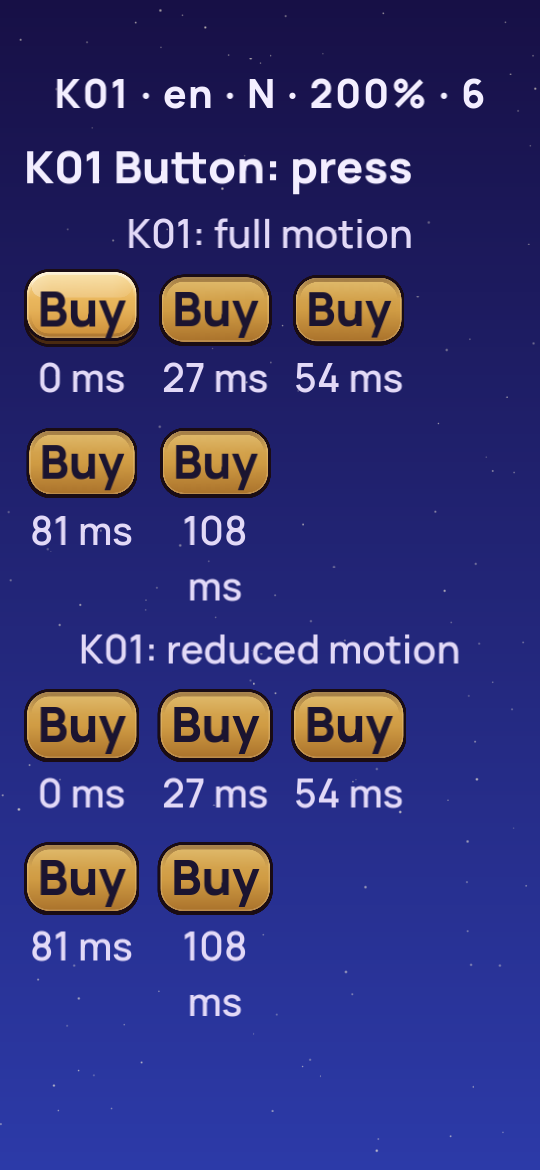 K01 · en · N · 200% · 6
K01 Button: press
K01: full motion
Buy Buy Buy
0 ms 27 ms 54 ms
Buy Buy
81 ms 108
ms
K01: reduced motion
Buy Buy Buy
0 ms 27 ms 54 ms
Buy Buy
81 ms 108
ms